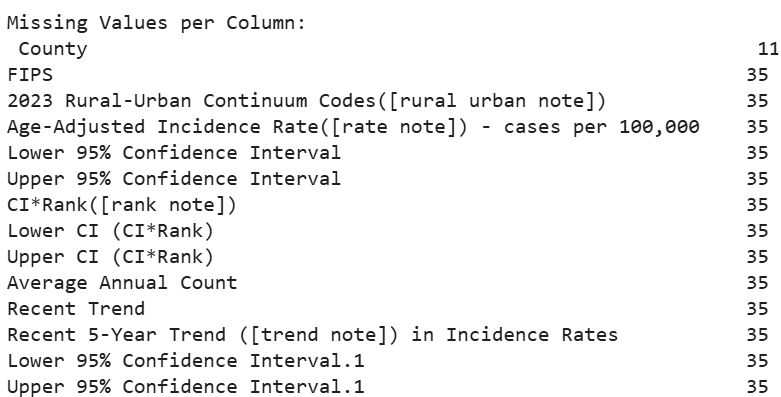 Missing Values per Column:
 County                                                          11
FIPS                                                            35
2023 Rural-Urban Continuum Codes([rural urban note])            35
Age-Adjusted Incidence Rate([rate note]) - cases per 100,000    35
Lower 95% Confidence Interval                                   35
Upper 95% Confidence Interval                                   35
CI*Rank([rank note])                                            35
Lower CI (CI*Rank)                                              35
Upper CI (CI*Rank)                                              35
Average Annual Count                                            35
Recent Trend                                                    35
Recent 5-Year Trend ([trend note]) in Incidence Rates           35
Lower 95% Confidence Interval.1                                 35
Upper 95% Confidence Interval.1                                 35